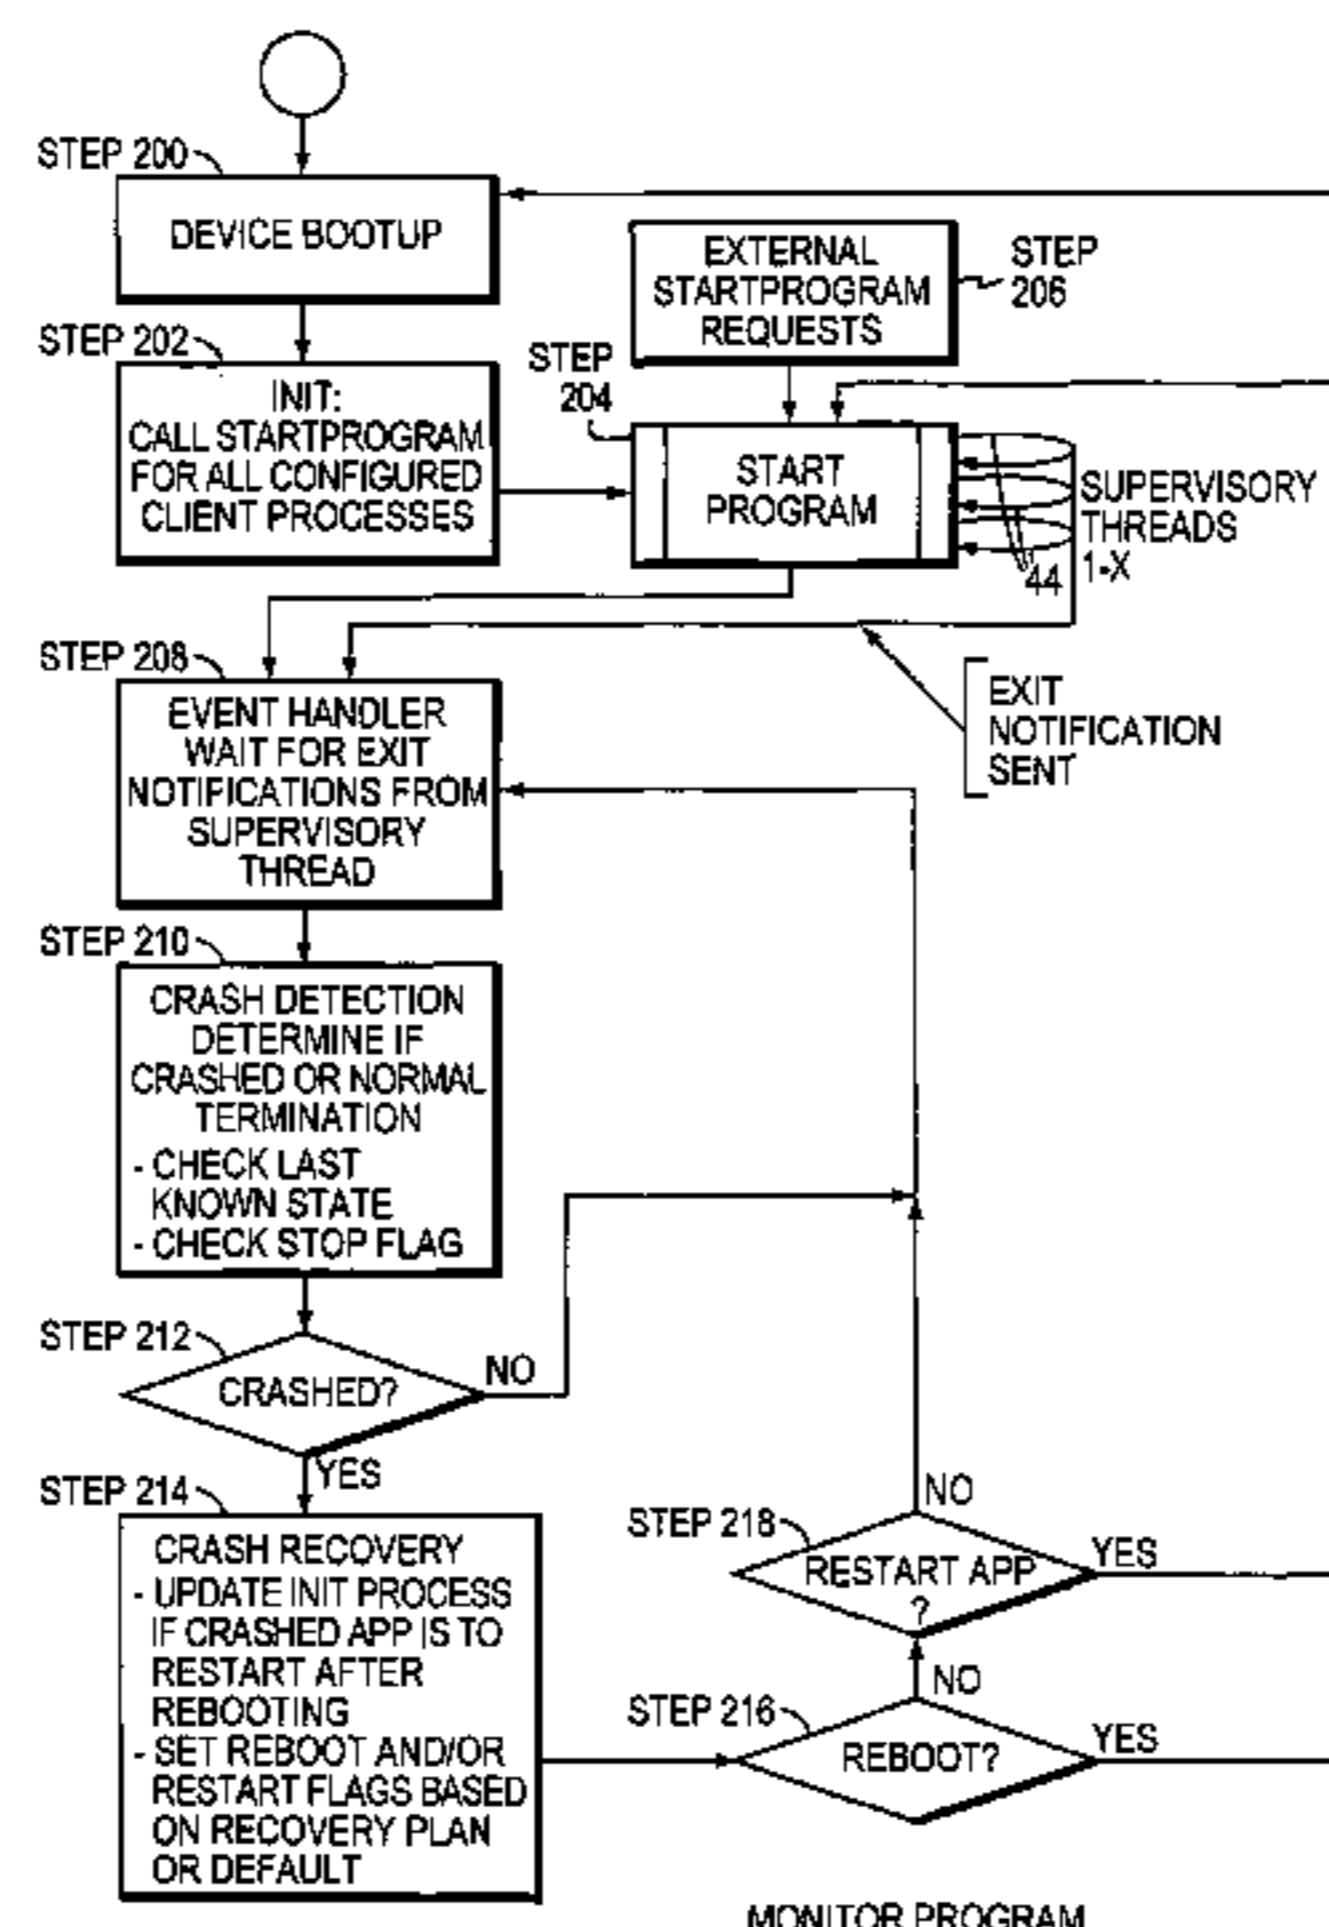 STEP 200
DEVICE BOOTUP
EXTERNAL
STARTPROGRAM
REQUESTS
STEP
206
STEP 202
INIT:
CALL STARTPROGRAM
FOR ALL CONFIGURED
CLIENT PROCESSES
STEP
204
START
PROGRAM
SUPERVISORY
THREADS
1-X
44
STEP 208
EVENT HANDLER
WAIT FOR EXIT
NOTIFICATIONS FROM
SUPERVISORY
THREAD
EXIT
NOTIFICATION
SENT
STEP 210
CRASH DETECTION
DETERMINE IF
CRASHED OR NORMAL
TERMINATION
- CHECK LAST
KNOWN STATE
- CHECK STOP FLAG
STEP 212
CRASHED?
NO
YES
STEP 214
CRASH RECOVERY
- UPDATE INIT PROCESS
IF CRASHED APP IS TO
RESTART AFTER
REBOOTING
- SET REBOOT AND/OR
RESTART FLAGS BASED
ON RECOVERY PLAN
OR DEFAULT
NO
STEP 218
RESTART APP
?
YES
NO
STEP 216
REBOOT?
YES
MONITOR PROGRAM